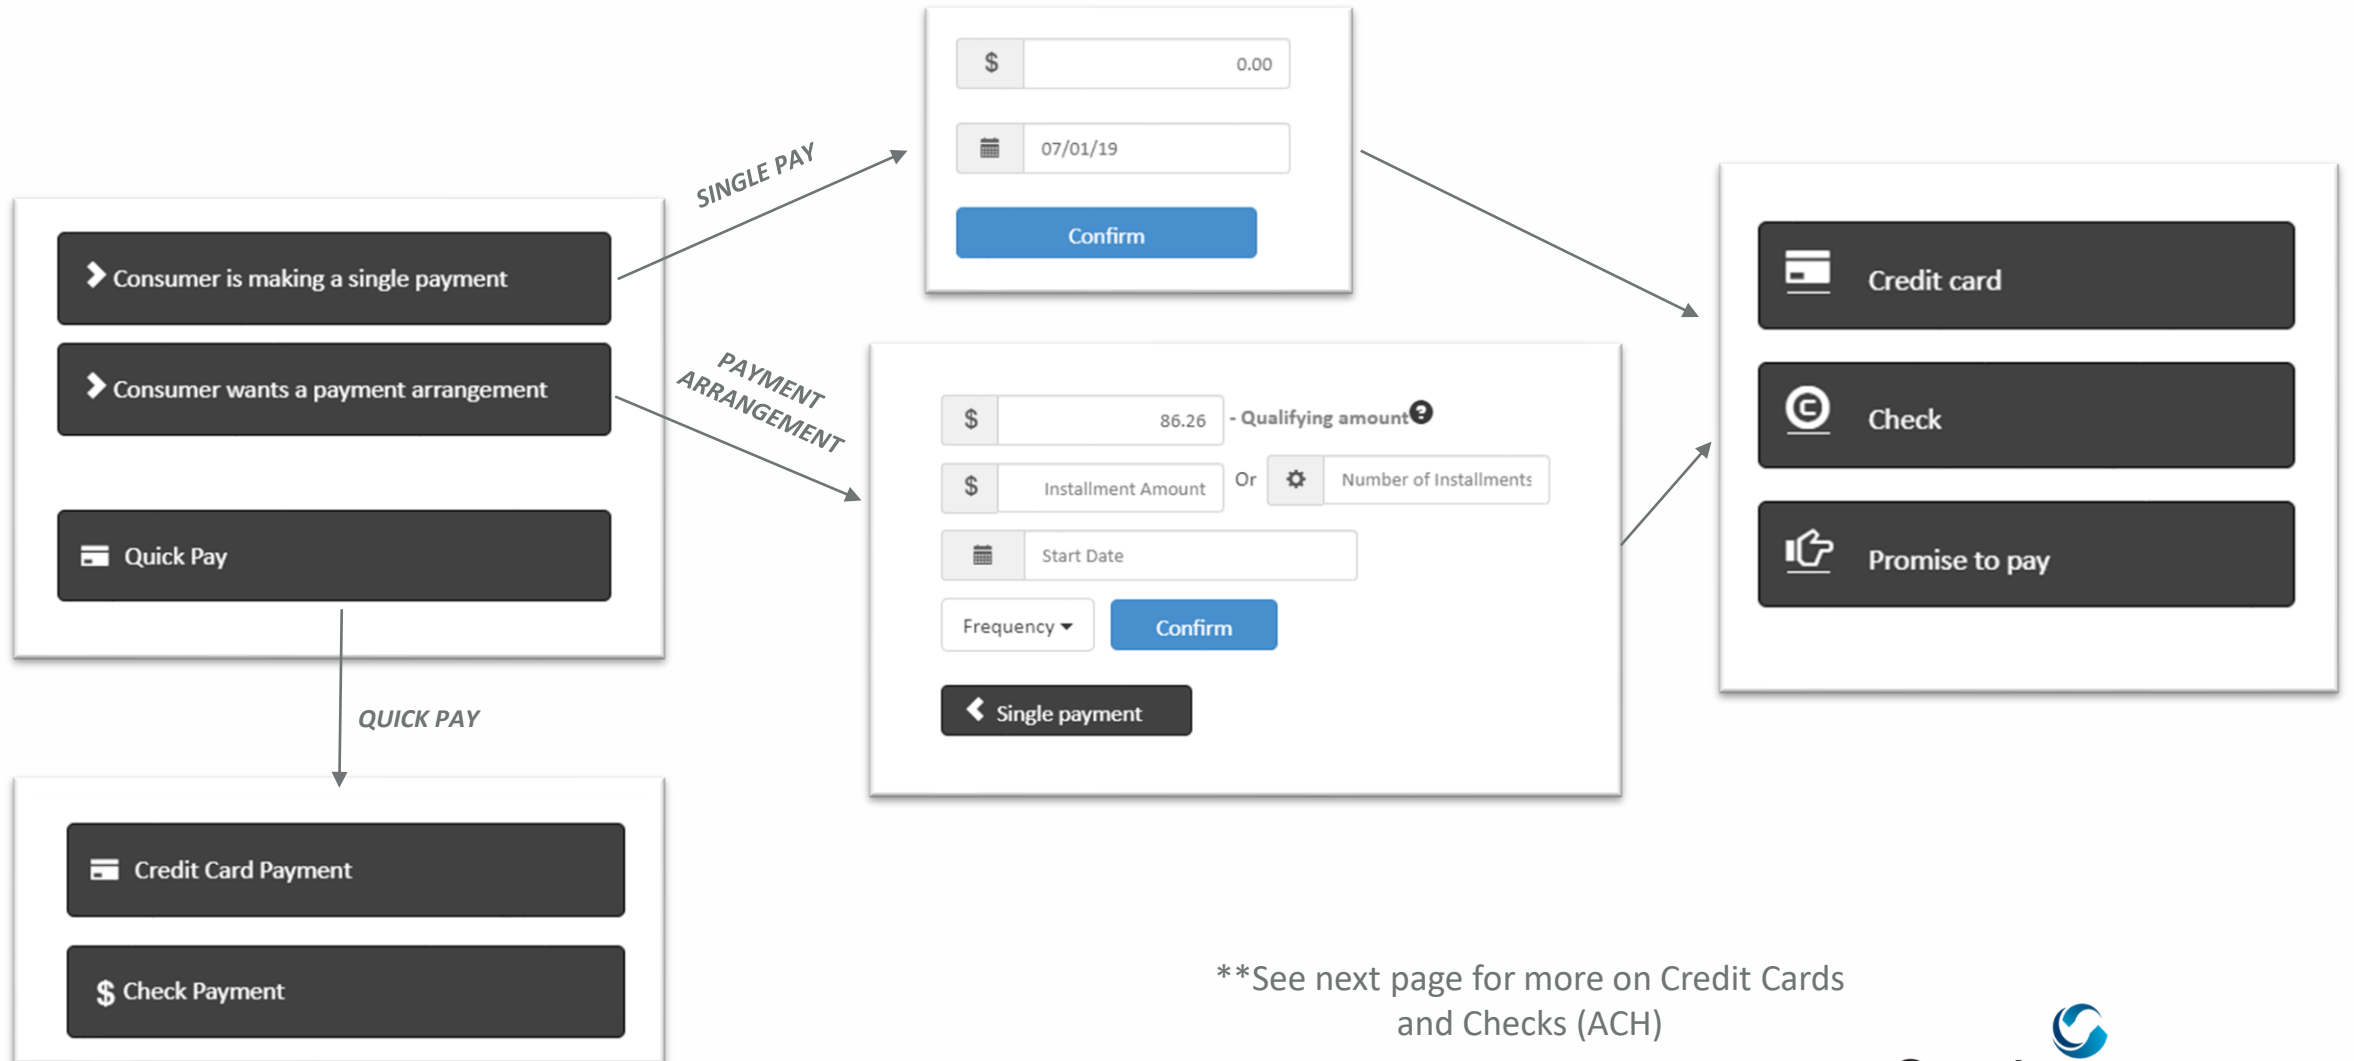 Consumer is making a single payment
Consumer wants a payment arrangement
Quick Pay
SINGLE PAY
$ 0.00
07/01/19
Confirm
PAYMENT
ARRANGEMENT
$ 86.26 - Qualifying amount
$ Installment Amount Or Number of Installments
Start Date
Frequency Confirm
Single payment
Credit card
Check
Promise to pay
QUICK PAY
Credit Card Payment
$ Check Payment
**See next page for more on Credit Cards
and Checks (ACH)